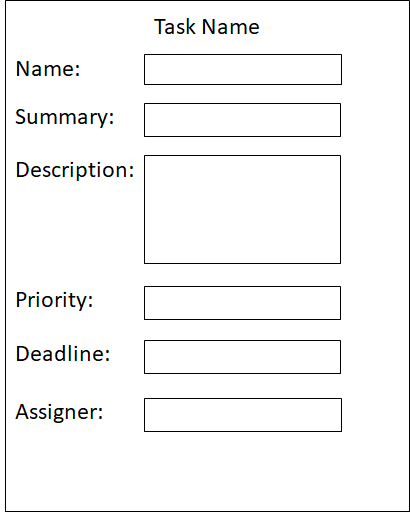 Task Name
Name:
Summary:
Description:
Priority:
Deadline:
Assigner: